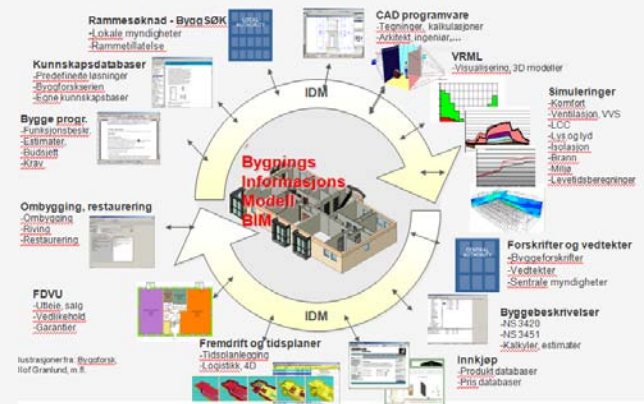 Rammesøknad - ByggSØK
-Lokale myndigheter
-Rammetillatelse
CAD programvare
-Tegninger, kalkulasjoner
-Arkitekt, ingeniør,...
VRML
-Visualisering, 3D modeller
Kunnskapsdatabaser
-Predefinerte løsninger
-Byggforskserien
-Egne kunnskapsbaser
Simuleringer
-Komfort
-Ventilasjon, VVS
-LCC
-Lys og lyd
-Isolasjon
-Brann
-Miljø
-Levetidsberegninger
Bygge progr.
-Funksjonsbeskr.
-Estimater,
-Budsjett
-Krav
IDM
Bygnings
Informasjons
Modell
BIM
IDM
Ombygging, restaurering
-Ombygging
-Riving
-Restaurering
Forskrifter og vedtekter
-Byggeforskrifter
-Vedtekter
-Sentrale myndigheter
FDVU
-Utleie, salg
-Vedlikehold
-Garantier
Byggebeskrivelser
-NS 3420
-NS 3451
-Kalkyler, estimater
Fremdrift og tidsplaner
-Tidsplanlegging
-Logistikk, 4D
Innkjøp
-Produkt databaser
-Pris databaser
lustrasjoner fra: Byggforsk,
llof Granlund, m.fl.